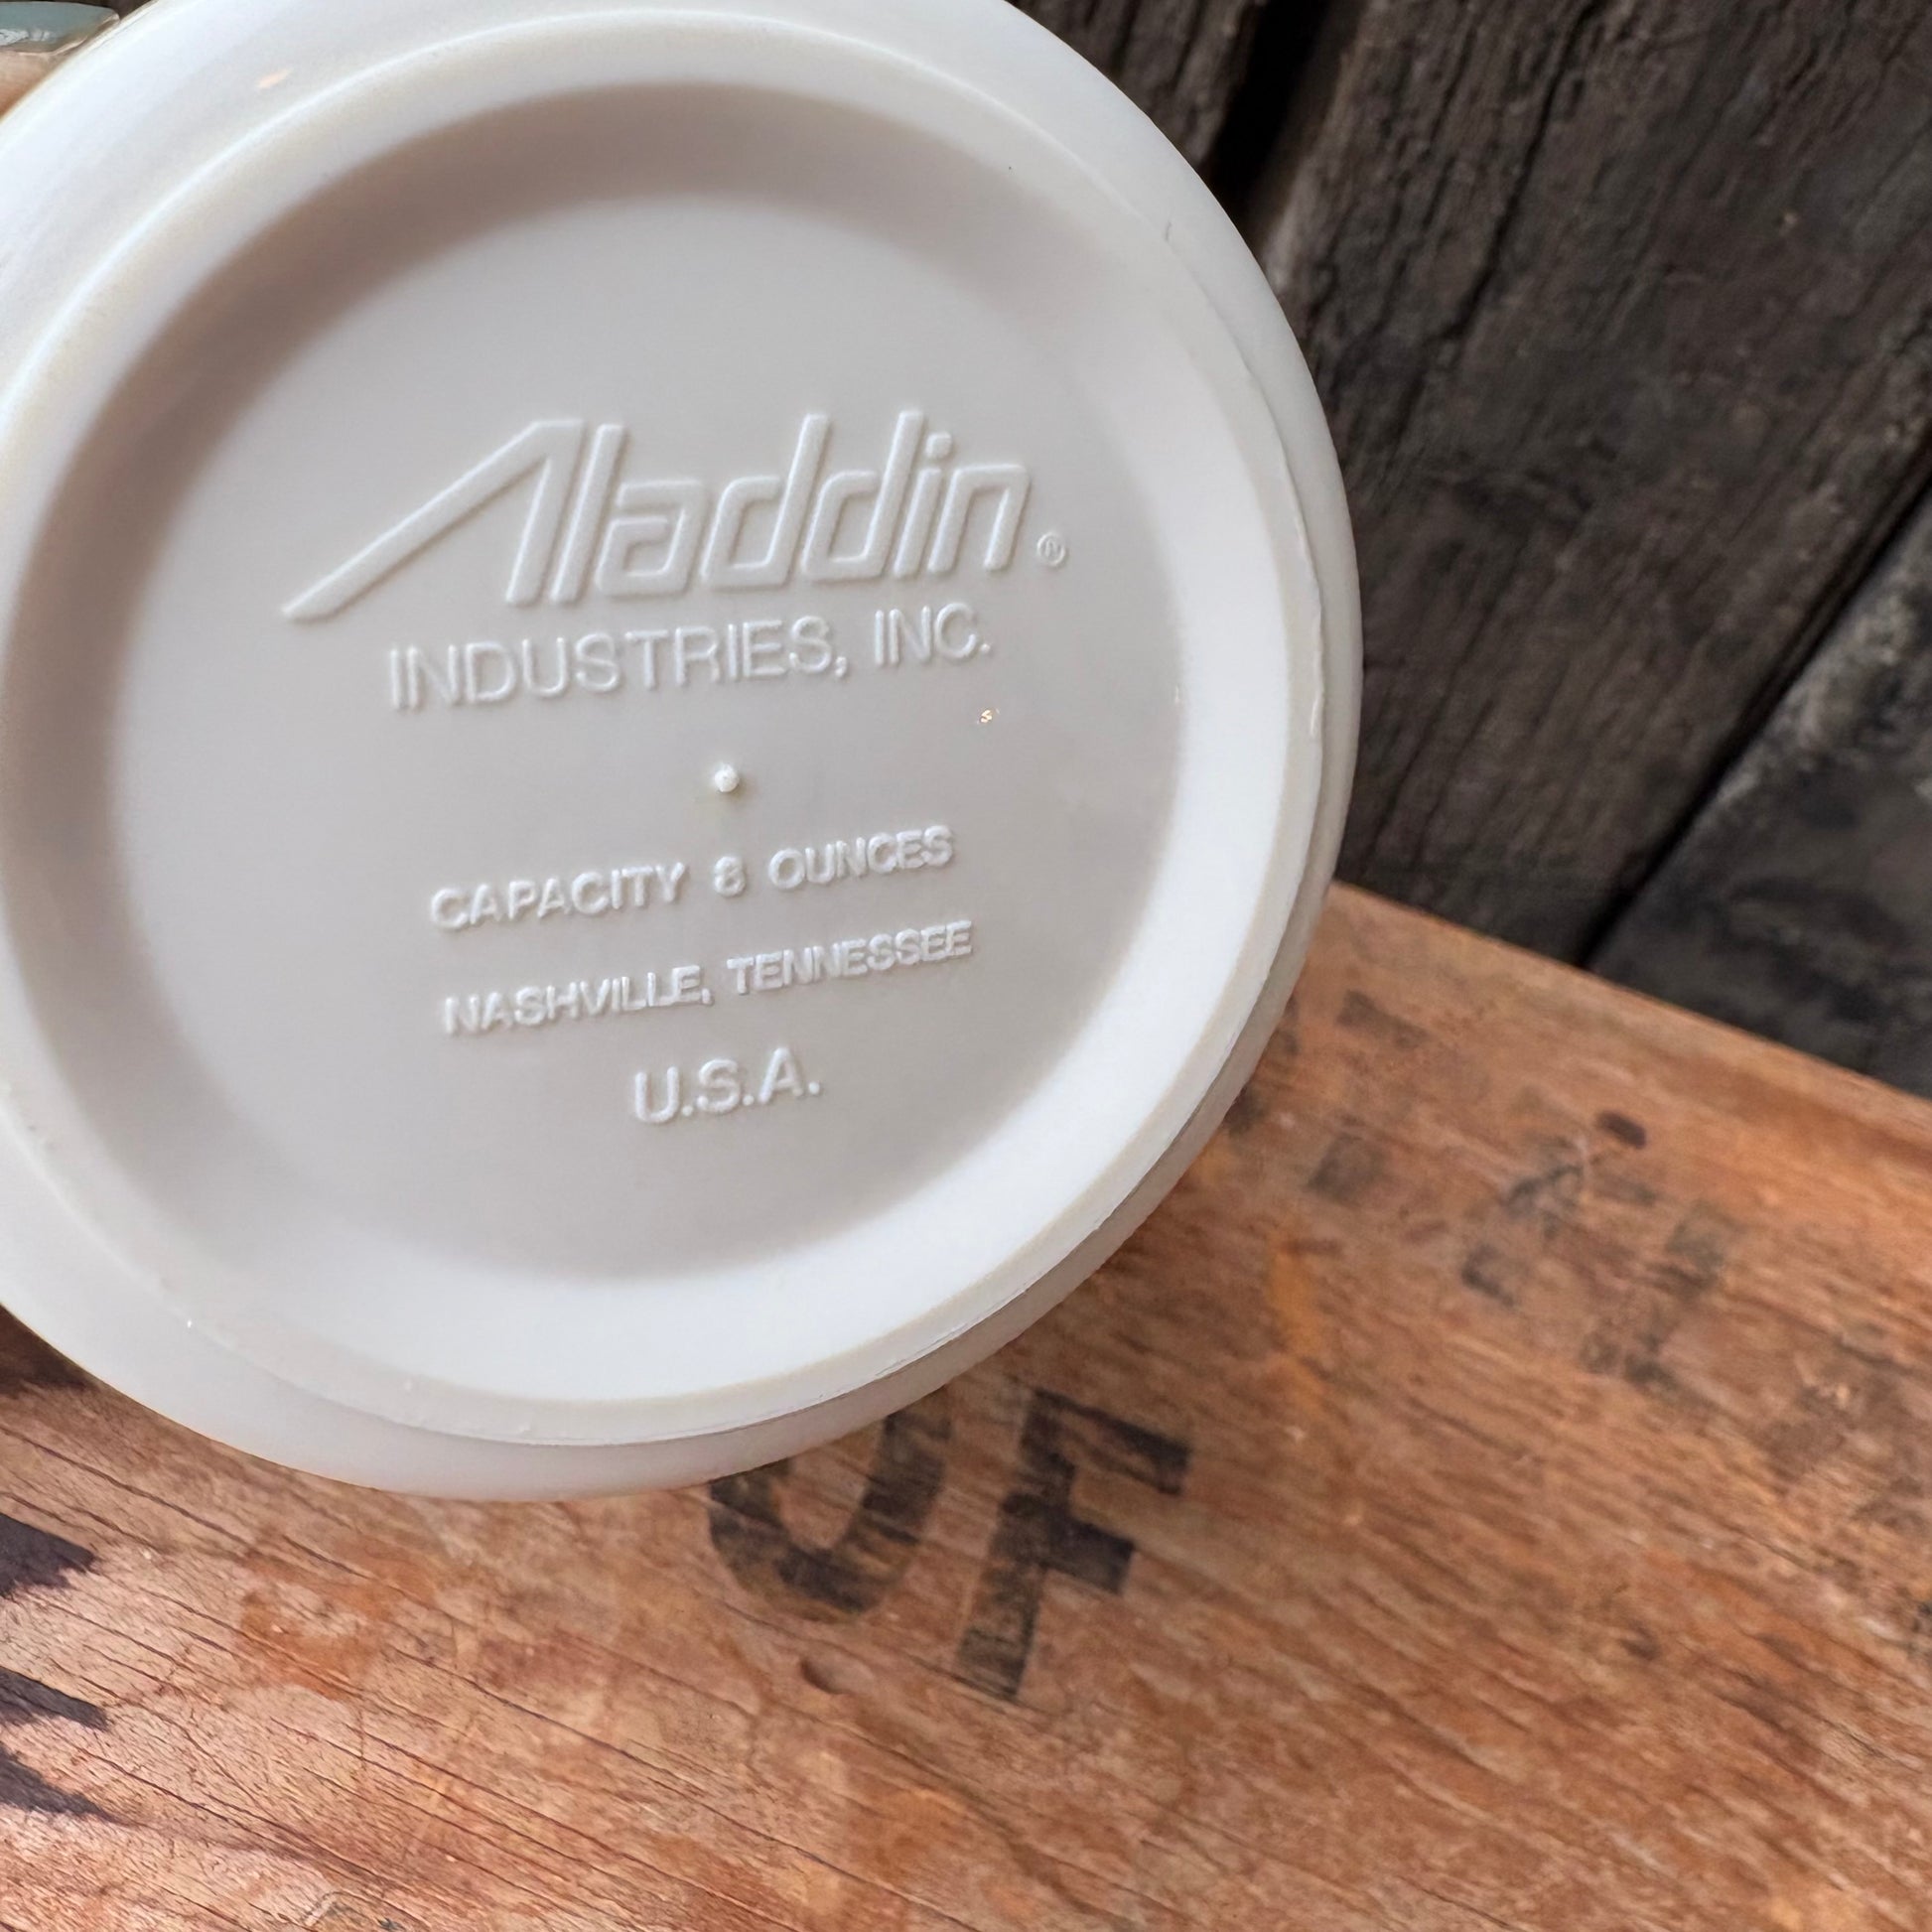 Aladdin®
INDUSTRIES, INC.
CAPACITY 8 OUNCES
NASHVILLE, TENNESSEE
U.S.A.
OF